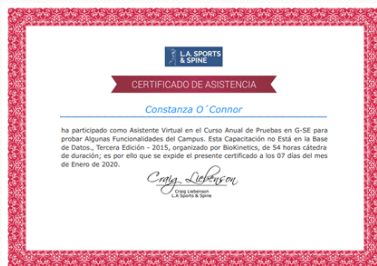 L.A. SPORTS
& SPINE
CERTIFICADO DE ASISTENCIA
Constanza O´Connor
ha participado como Asistente Virtual en el Curso Anual de Pruebas en G-SE para
probar Algunas Funcionalidades del Campus. Esta Capacitación no Está en la Base
de Datos., Tercera Edición - 2015, organizado por BioKinetics, de 54 horas cátedra
de duración; es por ello que se expide el presente certificado a los 07 días del mes
de Enero de 2020.
Craig Liebenson
Craig Liebenson
L.A Sports & Spine